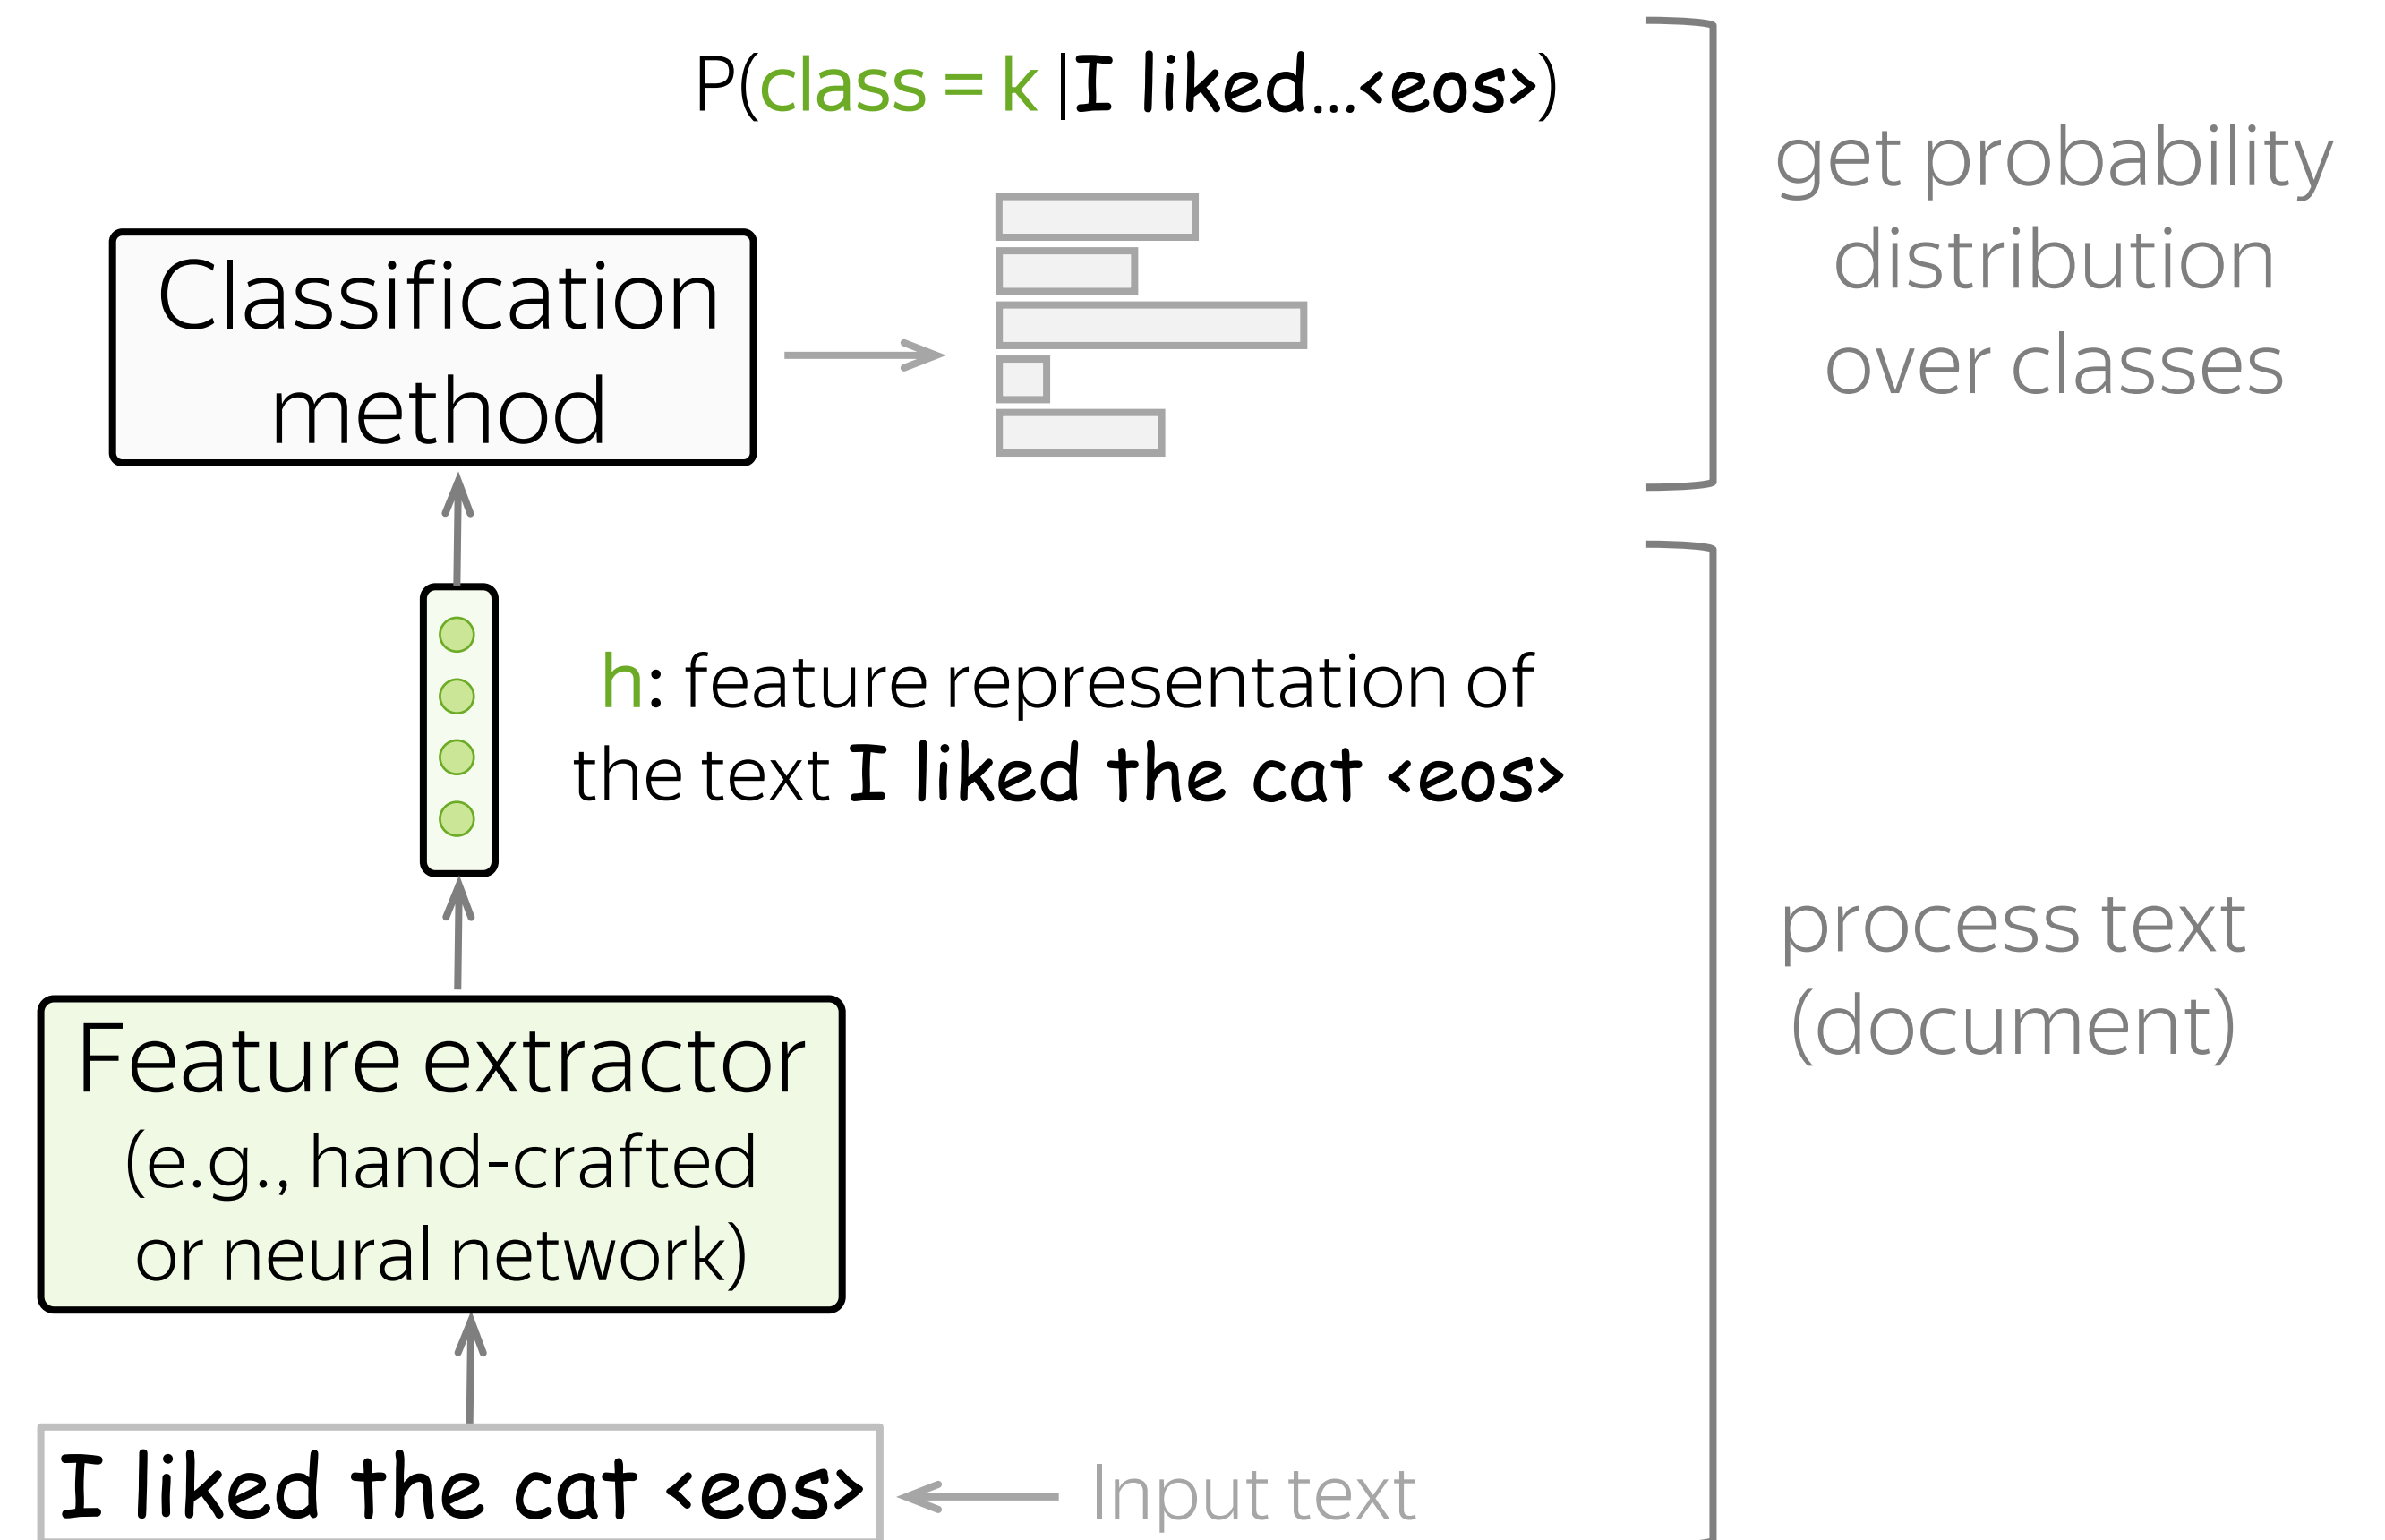 P(class = k |I liked...<eos>)
get probability
distribution
over classes
Classification
method
h: feature representation of
the text I liked the cat <eos>
process text
(document)
Feature extractor
(e.g., hand-crafted
or neural network)
I liked the cat <eos>
Input text